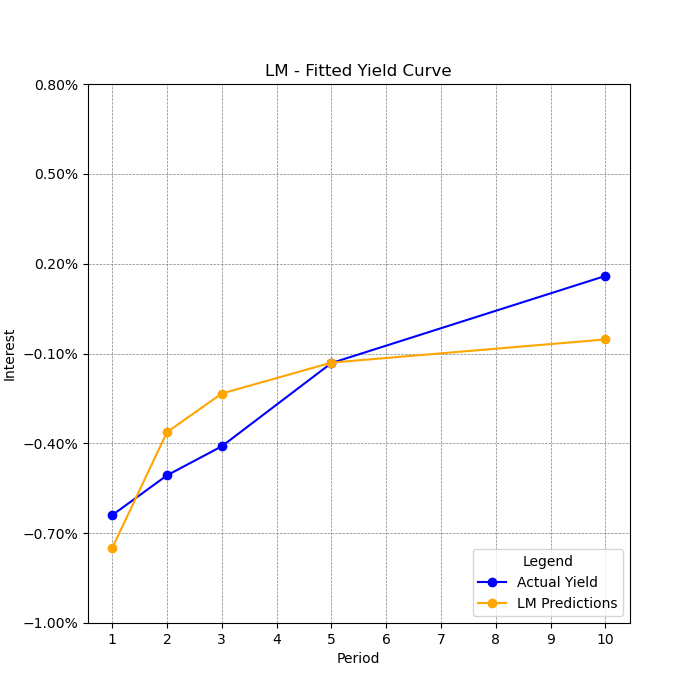 LM - Fitted Yield Curve
0.80%
0.50%
0.20%
−0.10%
−0.40%
−0.70%
−1.00%
Interest
1 2 3 4 5 6 7 8 9 10
Period
Legend
Actual Yield
LM Predictions